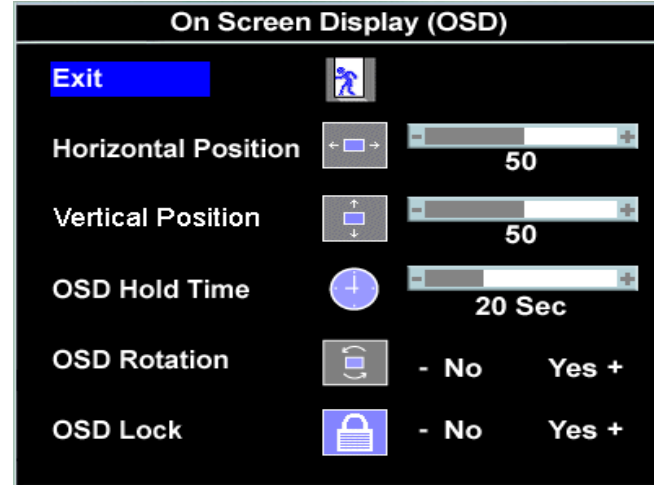 On Screen Display (OSD)
Exit
Horizontal Position - +
50
Vertical Position - +
50
OSD Hold Time - +
20 Sec
OSD Rotation - No Yes +
OSD Lock - No Yes +